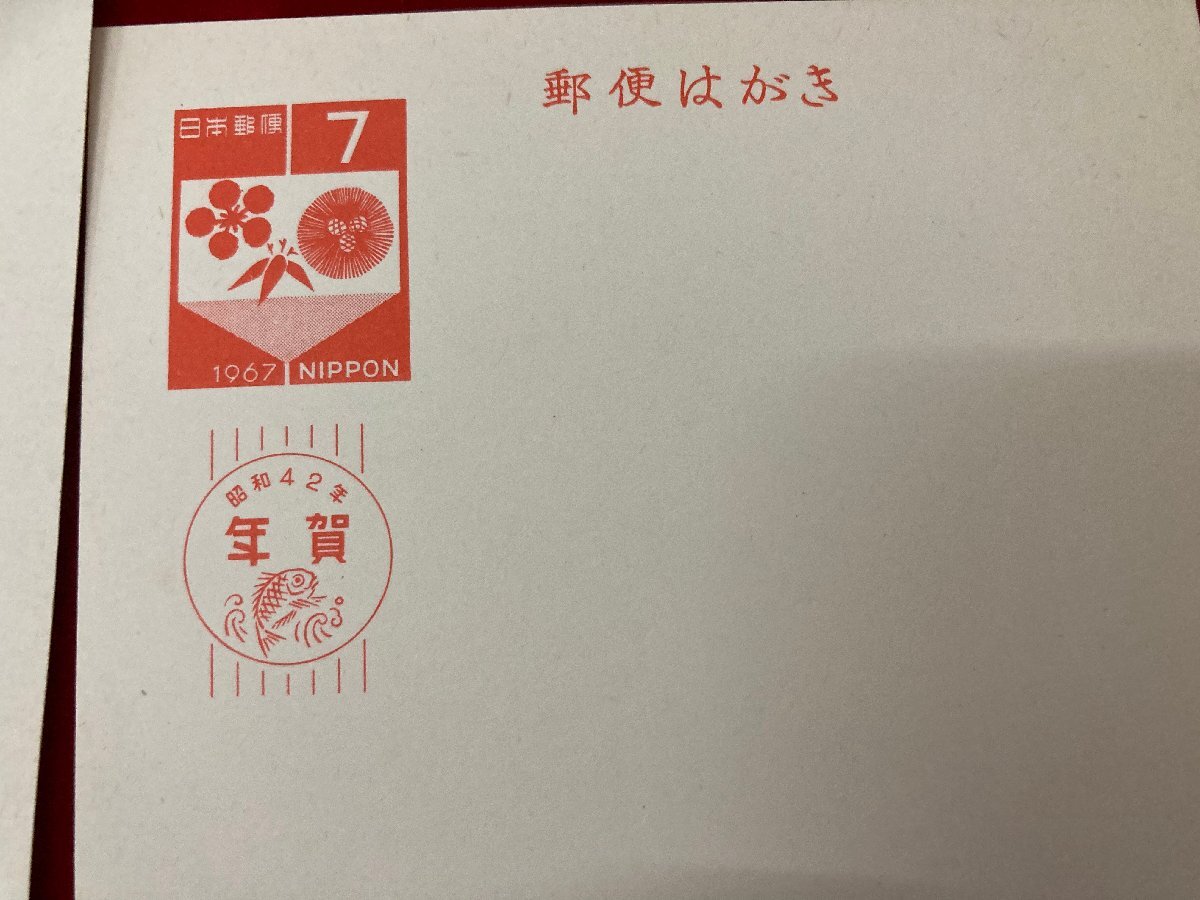 郵便はがき
日本郵便 7
1967 NIPPON
昭和42年
年賀